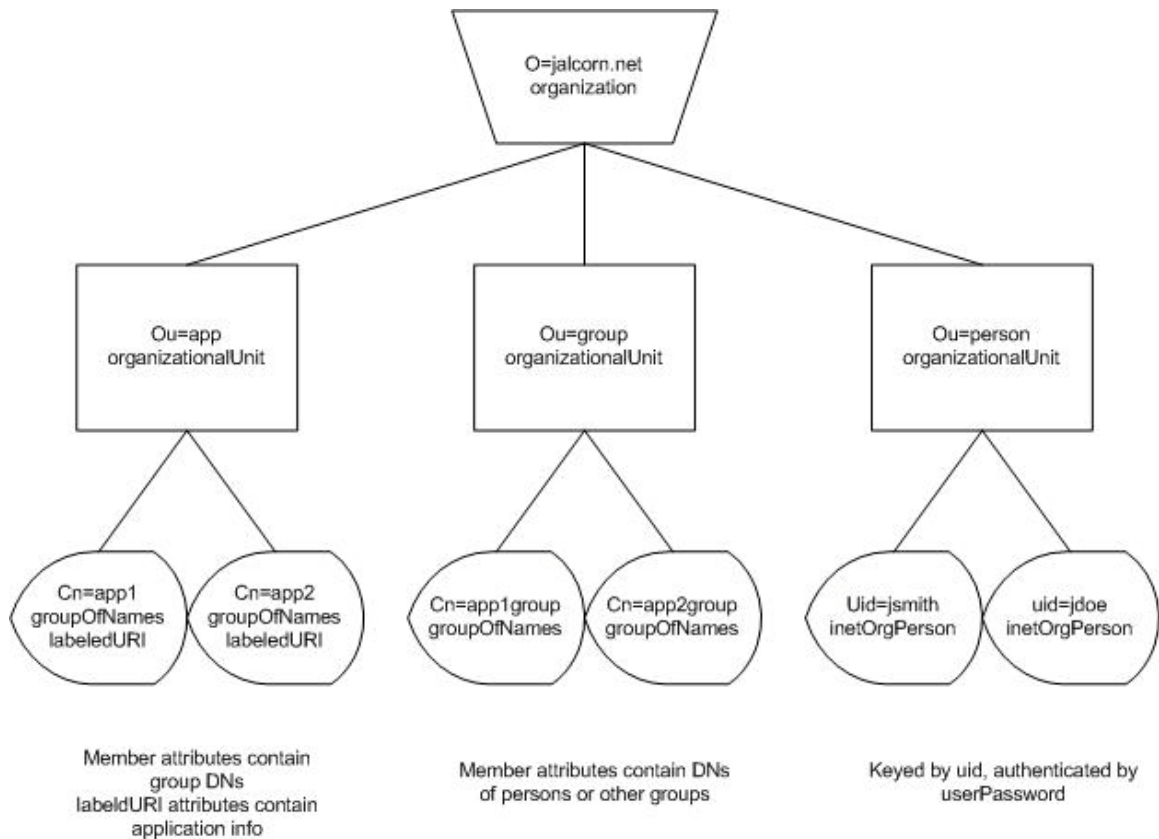 O=jalcorn.net
organization
Ou=app
organizationalUnit
Ou=group
organizationalUnit
Ou=person
organizationalUnit
Cn=app1
groupOfNames
labeledURI
Cn=app2
groupOfNames
labeledURI
Cn=app1group
groupOfNames
Cn=app2group
groupOfNames
Uid=jsmith
inetOrgPerson
uid=jdoe
inetOrgPerson
Member attributes contain
group DNs
labeldURI attributes contain
application info
Member attributes contain DNs
of persons or other groups
Keyed by uid, authenticated by
userPassword